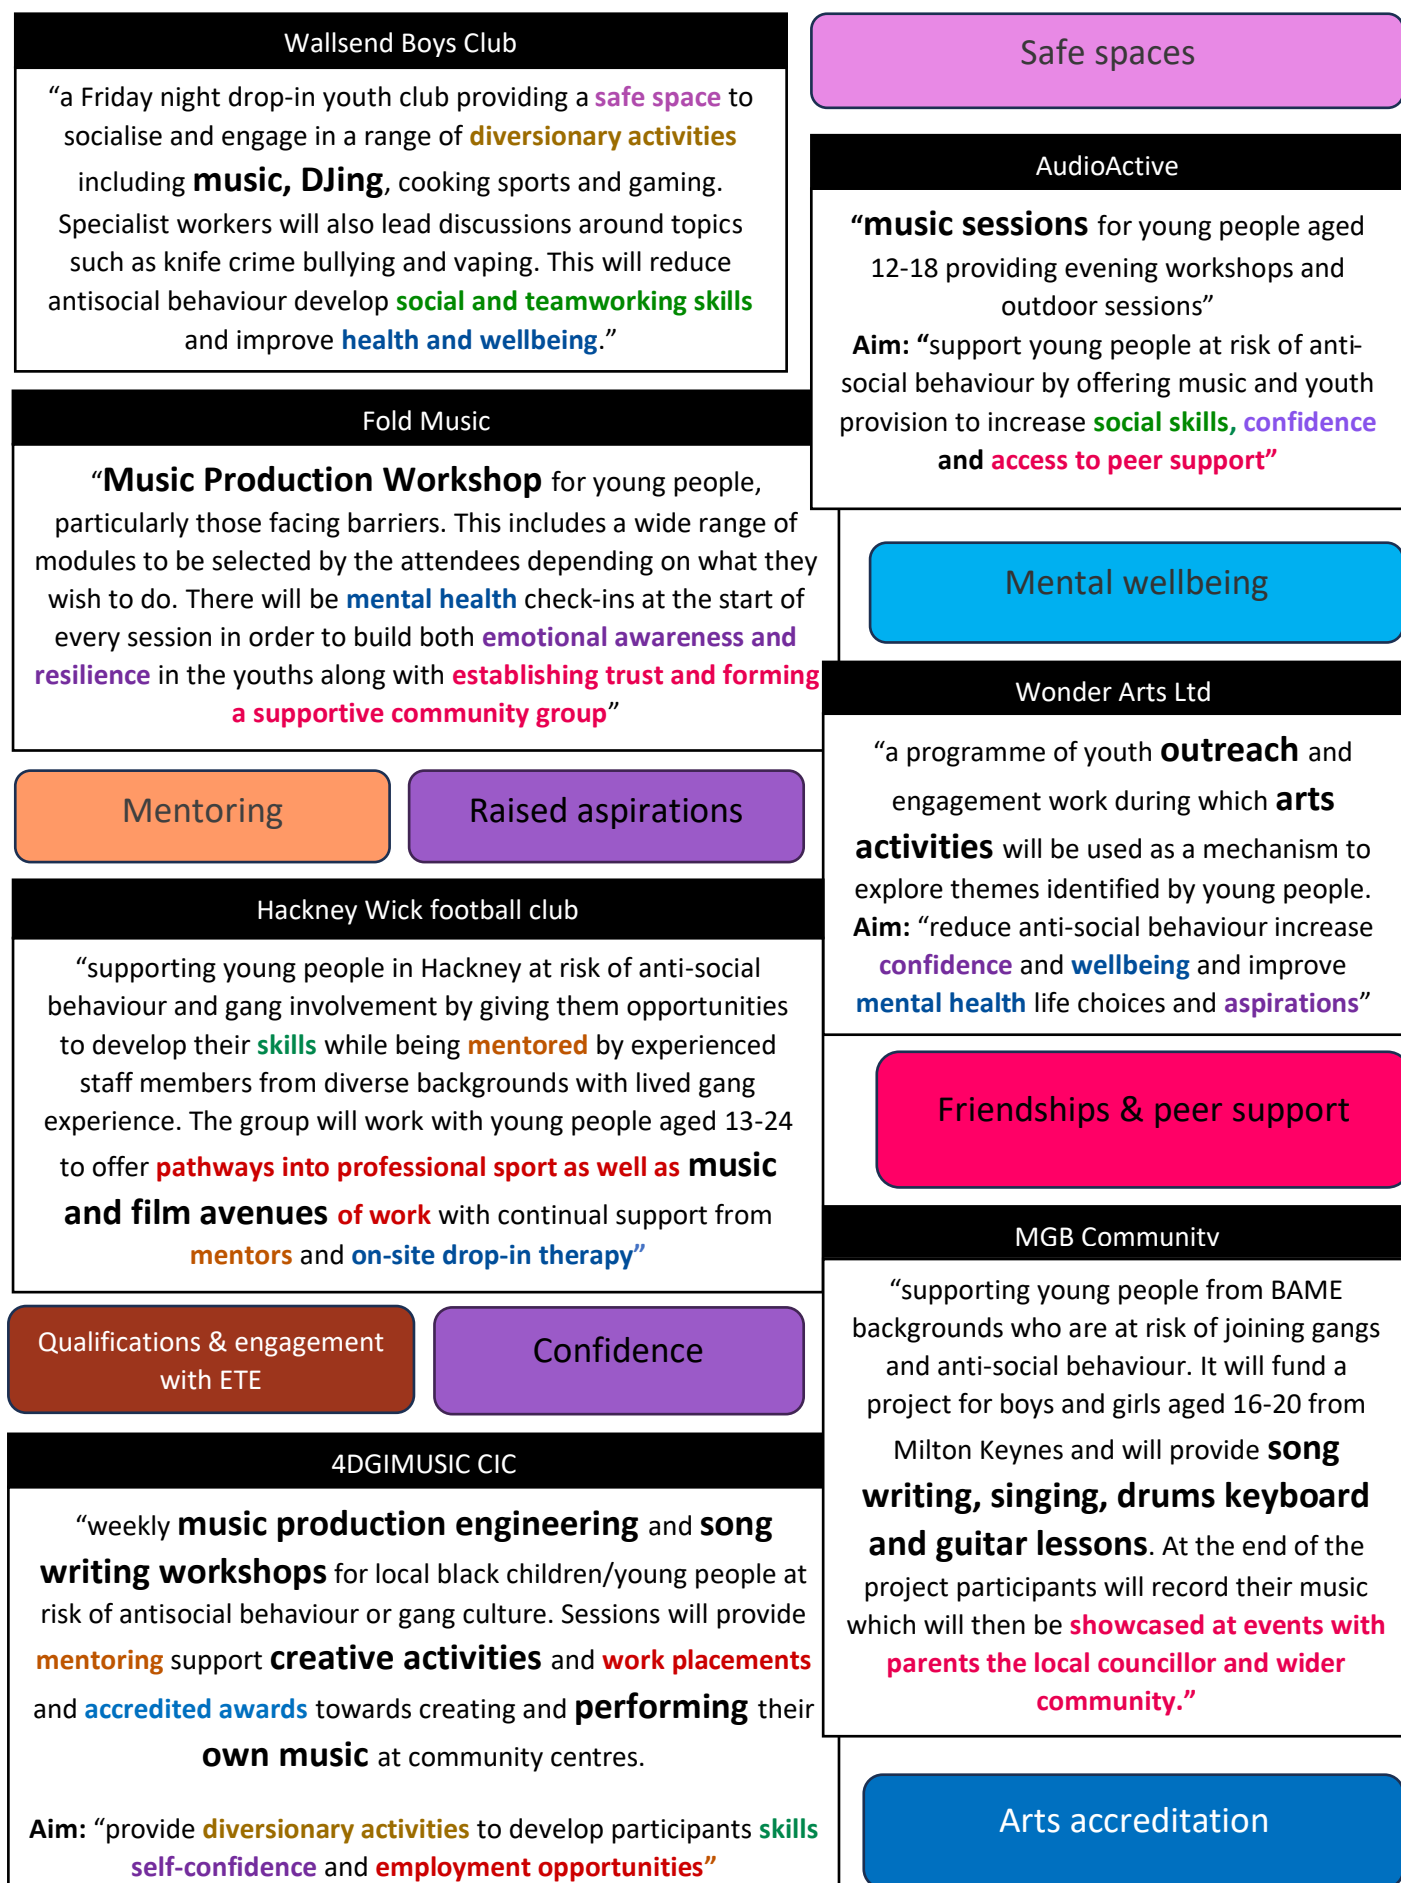 Wallsend Boys Club
“a Friday night drop-in youth club providing a safe space to
socialise and engage in a range of diversionary activities
including music, DJing, cooking sports and gaming.
Specialist workers will also lead discussions around topics
such as knife crime bullying and vaping. This will reduce
antisocial behaviour develop social and teamworking skills
and improve health and wellbeing.”
Safe spaces
AudioActive
“music sessions for young people aged
12-18 providing evening workshops and
outdoor sessions”
Aim: “support young people at risk of anti-
social behaviour by offering music and youth
provision to increase social skills, confidence
and access to peer support”
Fold Music
“Music Production Workshop for young people,
particularly those facing barriers. This includes a wide range of
modules to be selected by the attendees depending on what they
wish to do. There will be mental health check-ins at the start of
every session in order to build both emotional awareness and
resilience in the youths along with establishing trust and forming
a supportive community group”
Mental wellbeing
Mentoring
Raised aspirations
Wonder Arts Ltd
“a programme of youth outreach and
engagement work during which arts
activities will be used as a mechanism to
explore themes identified by young people.
Aim: “reduce anti-social behaviour increase
confidence and wellbeing and improve
mental health life choices and aspirations”
Hackney Wick football club
“supporting young people in Hackney at risk of anti-social
behaviour and gang involvement by giving them opportunities
to develop their skills while being mentored by experienced
staff members from diverse backgrounds with lived gang
experience. The group will work with young people aged 13-24
to offer pathways into professional sport as well as music
and film avenues of work with continual support from
mentors and on-site drop-in therapy”
Friendships & peer support
Qualifications & engagement
with ETE
Confidence
MGB Community
“supporting young people from BAME
backgrounds who are at risk of joining gangs
and anti-social behaviour. It will fund a
project for boys and girls aged 16-20 from
Milton Keynes and will provide song
writing, singing, drums keyboard
and guitar lessons. At the end of the
project participants will record their music
which will then be showcased at events with
parents the local councillor and wider
community.”
4DGIMUSIC CIC
“weekly music production engineering and song
writing workshops for local black children/young people at
risk of antisocial behaviour or gang culture. Sessions will provide
mentoring support creative activities and work placements
and accredited awards towards creating and performing their
own music at community centres.
Aim: “provide diversionary activities to develop participants skills
self-confidence and employment opportunities”
Arts accreditation